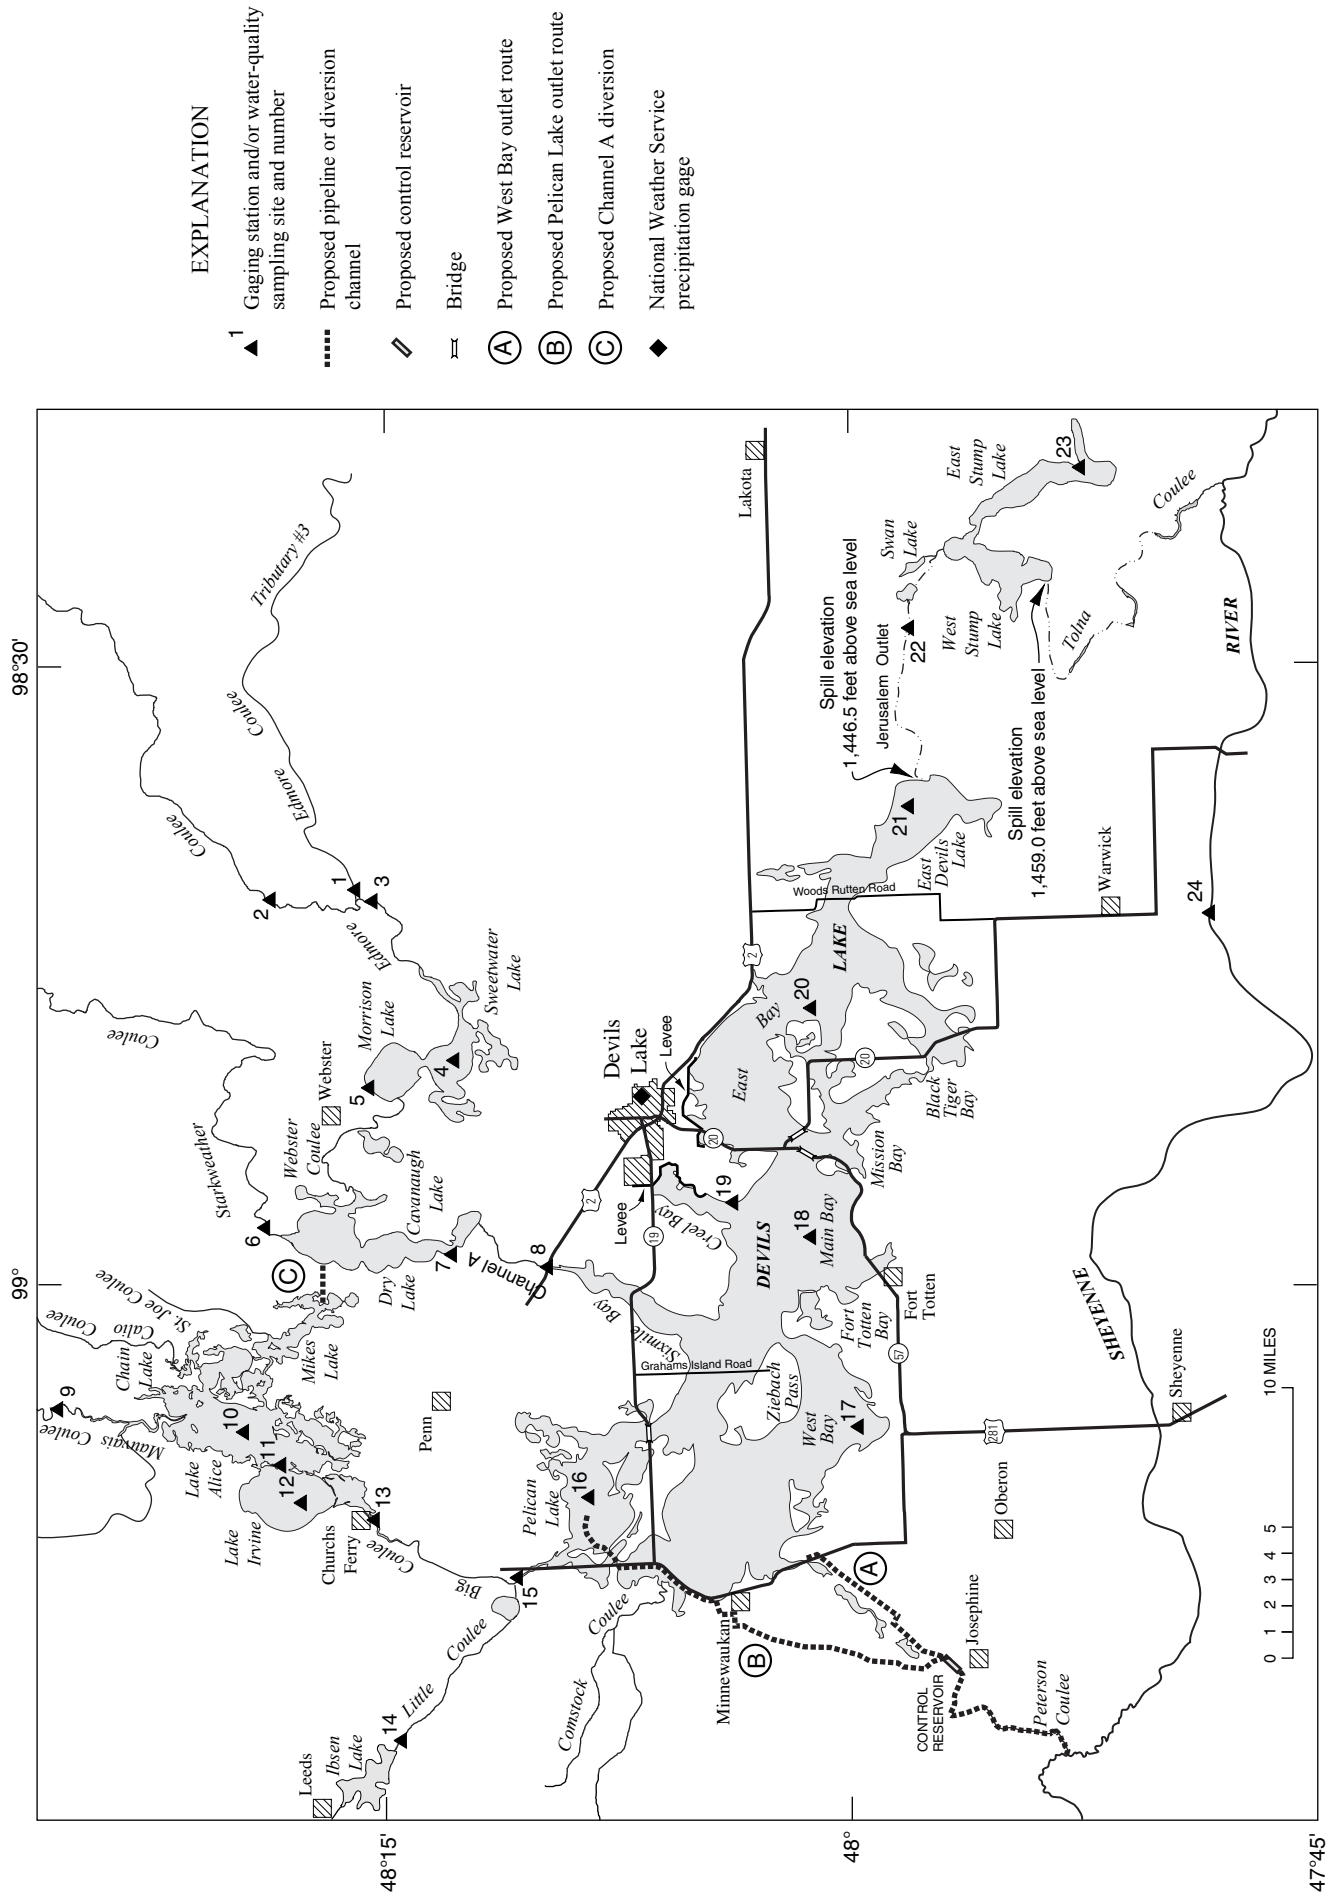 EXPLANATION
1
Gaging station and/or water-quality
sampling site and number
Proposed pipeline or diversion
channel
Proposed control reservoir
Bridge
A
Proposed West Bay outlet route
B
Proposed Pelican Lake outlet route
C
Proposed Channel A diversion
National Weather Service
precipitation gage
99°
98°30'
48°15'
48°
47°45'
Leeds
Ibsen
Lake
14
Little
Coulee
Big
Coulee
15
Churchs
Ferry
13
Lake
Irvine
12
11
Lake
Alice
10
Mauvais Coulee
9
Chain
Lake
Calio
Coulee
St. Joe Coulee
Mikes
Lake
C
Penn
6
Starkweather
Coulee
Webster
Coulee
Webster
Dry
Lake
Cavanaugh
Lake
7
Channel A
8
5
Morrison
Lake
4
Sweetwater
Lake
Edmore
3
1
2
Coulee
Edmore
Coulee
Tributary #3
Comstock
Coulee
Pelican
Lake
16
Minnewaukan
B
A
Grahams Island Road
Sixmile
Bay
2
19
Levee
Devils
Lake
Levee
Creel Bay
19
20
DEVILS
LAKE
18
Main Bay
Ziebach
Pass
West
Bay
17
Fort
Totten
Bay
Fort
Totten
57
Mission
Bay
East
Bay
20
20
Black
Tiger
Bay
2
Woods Rutten Road
Lakota
East
Devils
Lake
21
Spill elevation
1,446.5 feet above sea level
Jerusalem Outlet
22
Swan
Lake
West
Stump
Lake
East
Stump
Lake
23
Spill elevation
1,459.0 feet above sea level
Tolna
Coulee
Warwick
24
SHEYENNE
RIVER
Sheyenne
281
Oberon
Josephine
CONTROL
RESERVOIR
Peterson
Coulee
0 1 2 3 4 5 10 MILES